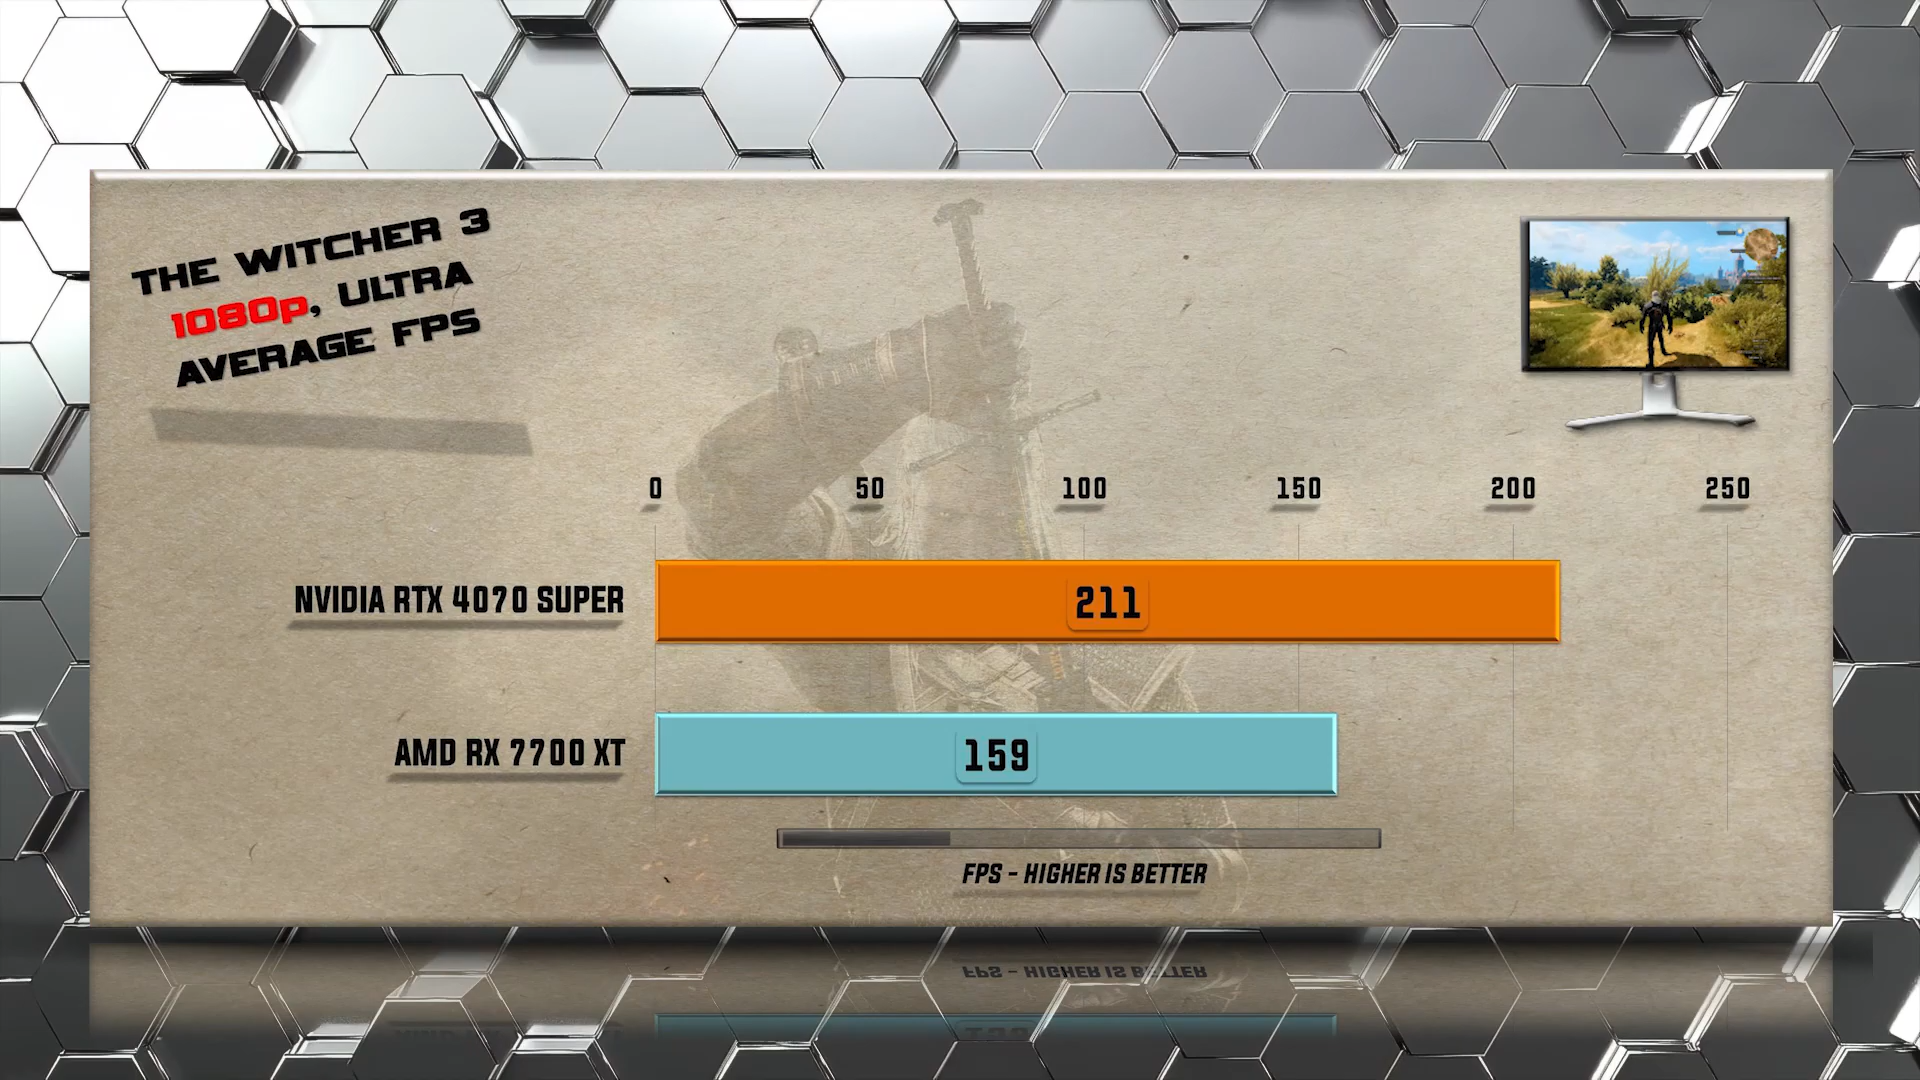 THE WITCHER 3
1080p, ULTRA
AVERAGE FPS
0 50 100 150 200 250
NVIDIA RTX 4070 SUPER 211
AMD RX 7700 XT 159
FPS - HIGHER IS BETTER